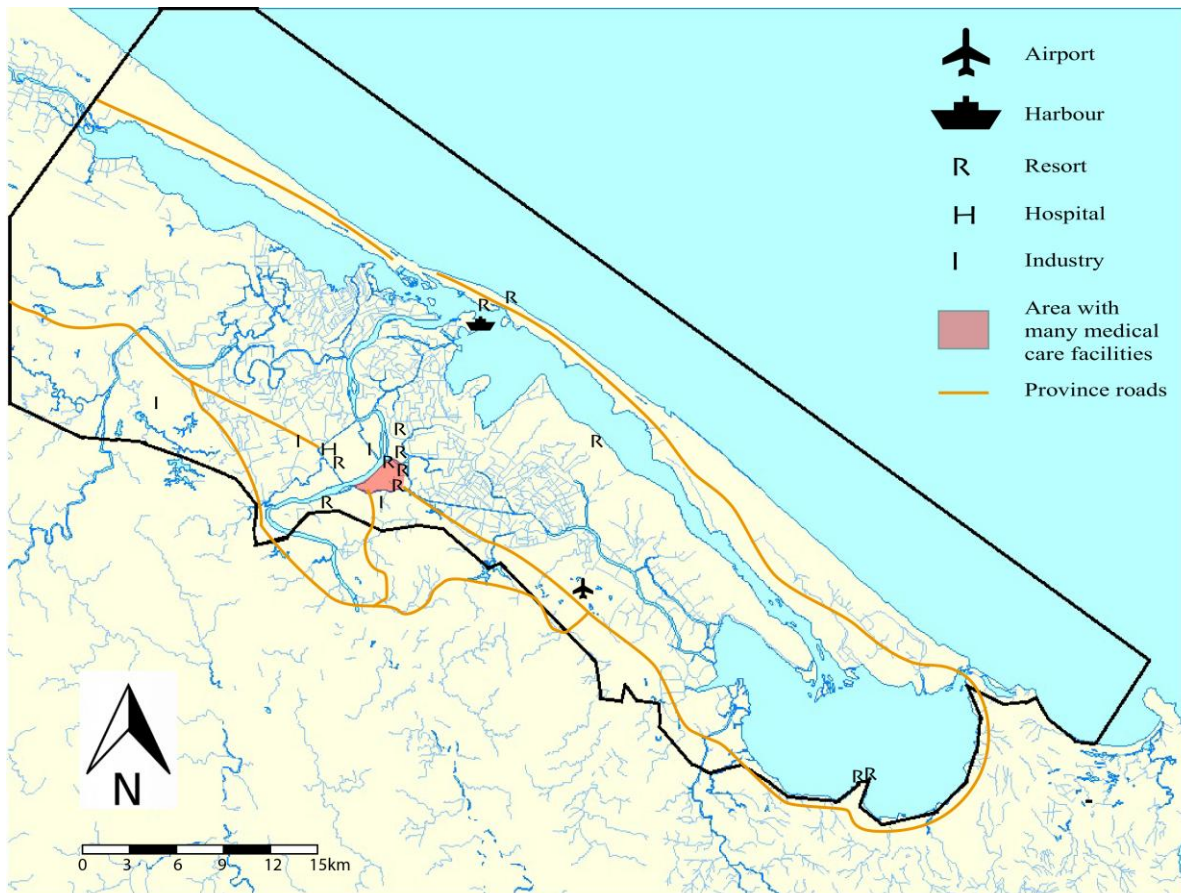 Airport
Harbour
R Resort
H Hospital
I Industry
Area with
many medical
care facilities
Province roads
R R
I
R
I H I R R
R R R
R
R I
R R
N
0 3 6 9 12 15km